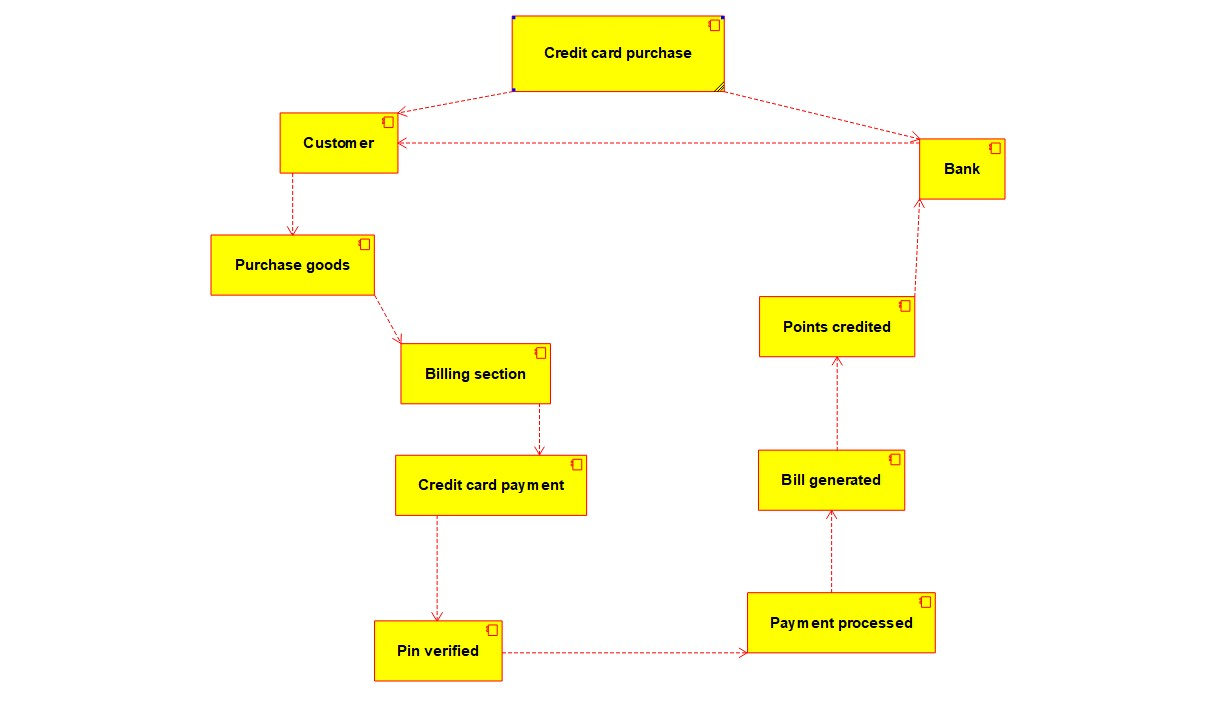 Credit card purchase
Customer
Bank
Purchase goods
Points credited
Billing section
Credit card payment
Bill generated
Payment processed
Pin verified